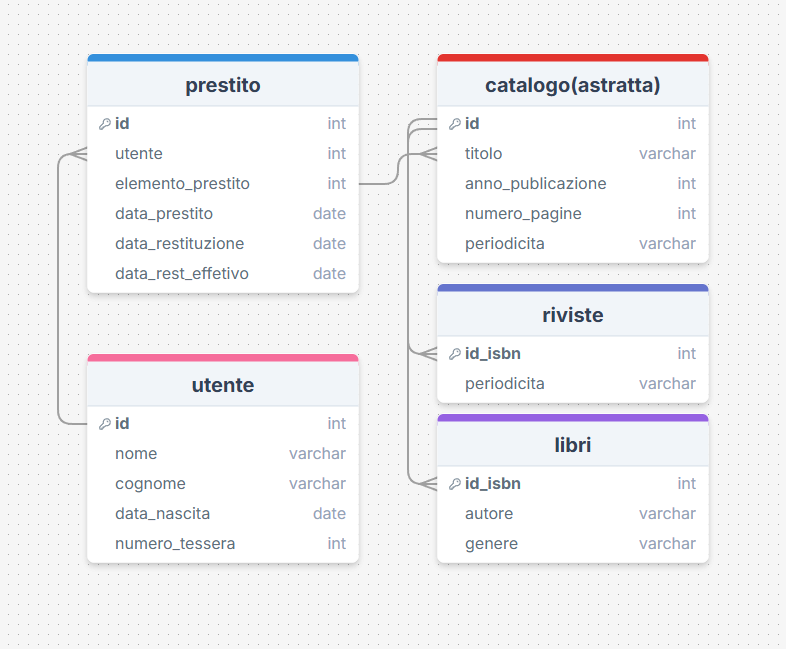 prestito
id int
utente int
elemento_prestito int
data_prestito date
data_restituzione date
data_rest_effetivo date
catalogo(astratta)
id int
titolo varchar
anno_publicazione int
numero_pagine int
periodicita varchar
riviste
id_isbn int
periodicita varchar
utente
id int
nome varchar
cognome varchar
data_nascita date
numero_tessera int
libri
id_isbn int
autore varchar
genere varchar